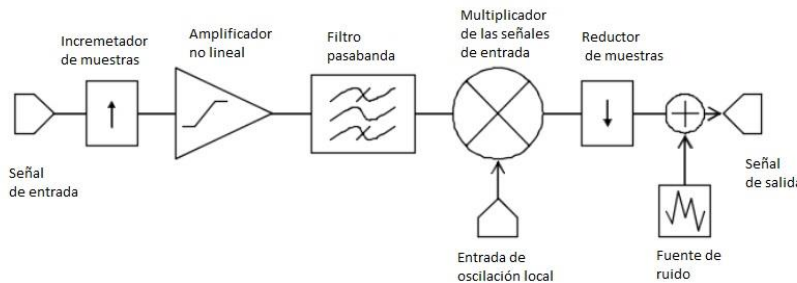 Incremetador
de muestras
Amplificador
no lineal
Filtro
pasabanda
Multiplicador
de las señales
de entrada
Reductor
de muestras
Señal
de entrada
Entrada de
oscilación local
Fuente de
ruido
Señal
de salida